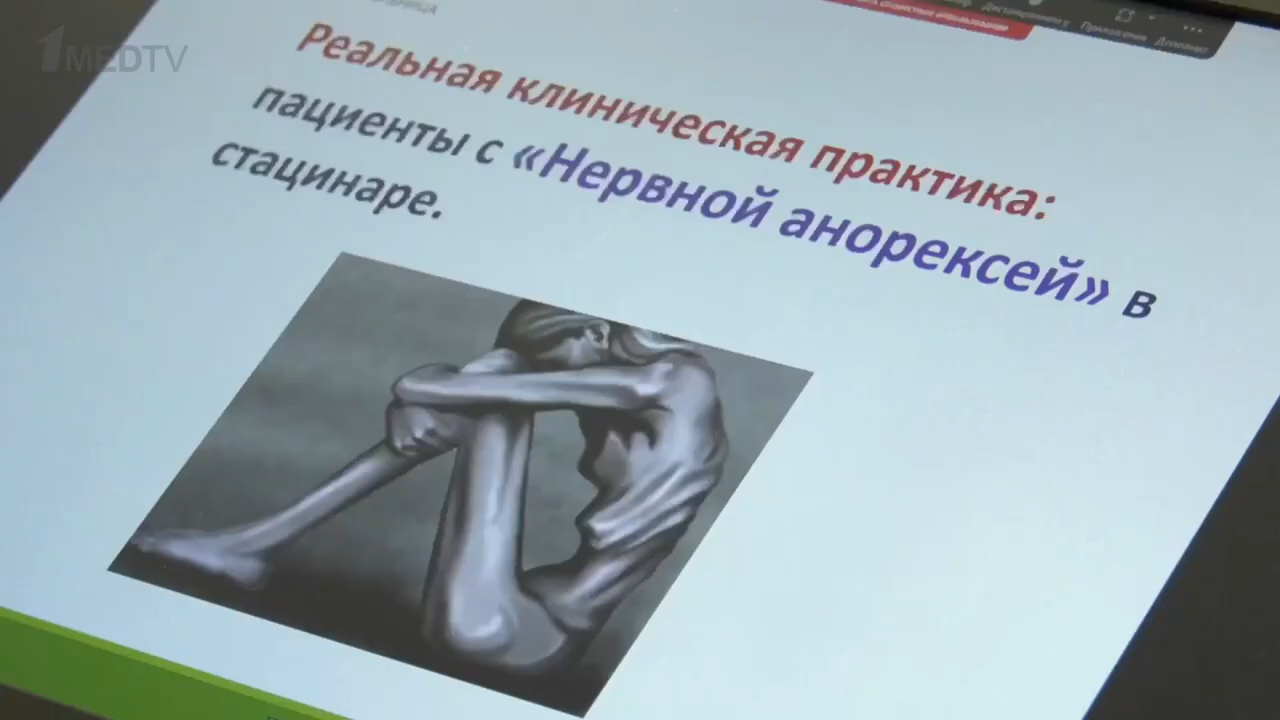 1MEDTV
Реальная клиническая практика:
пациенты с «Нервной анорексей» в
стацинаре.